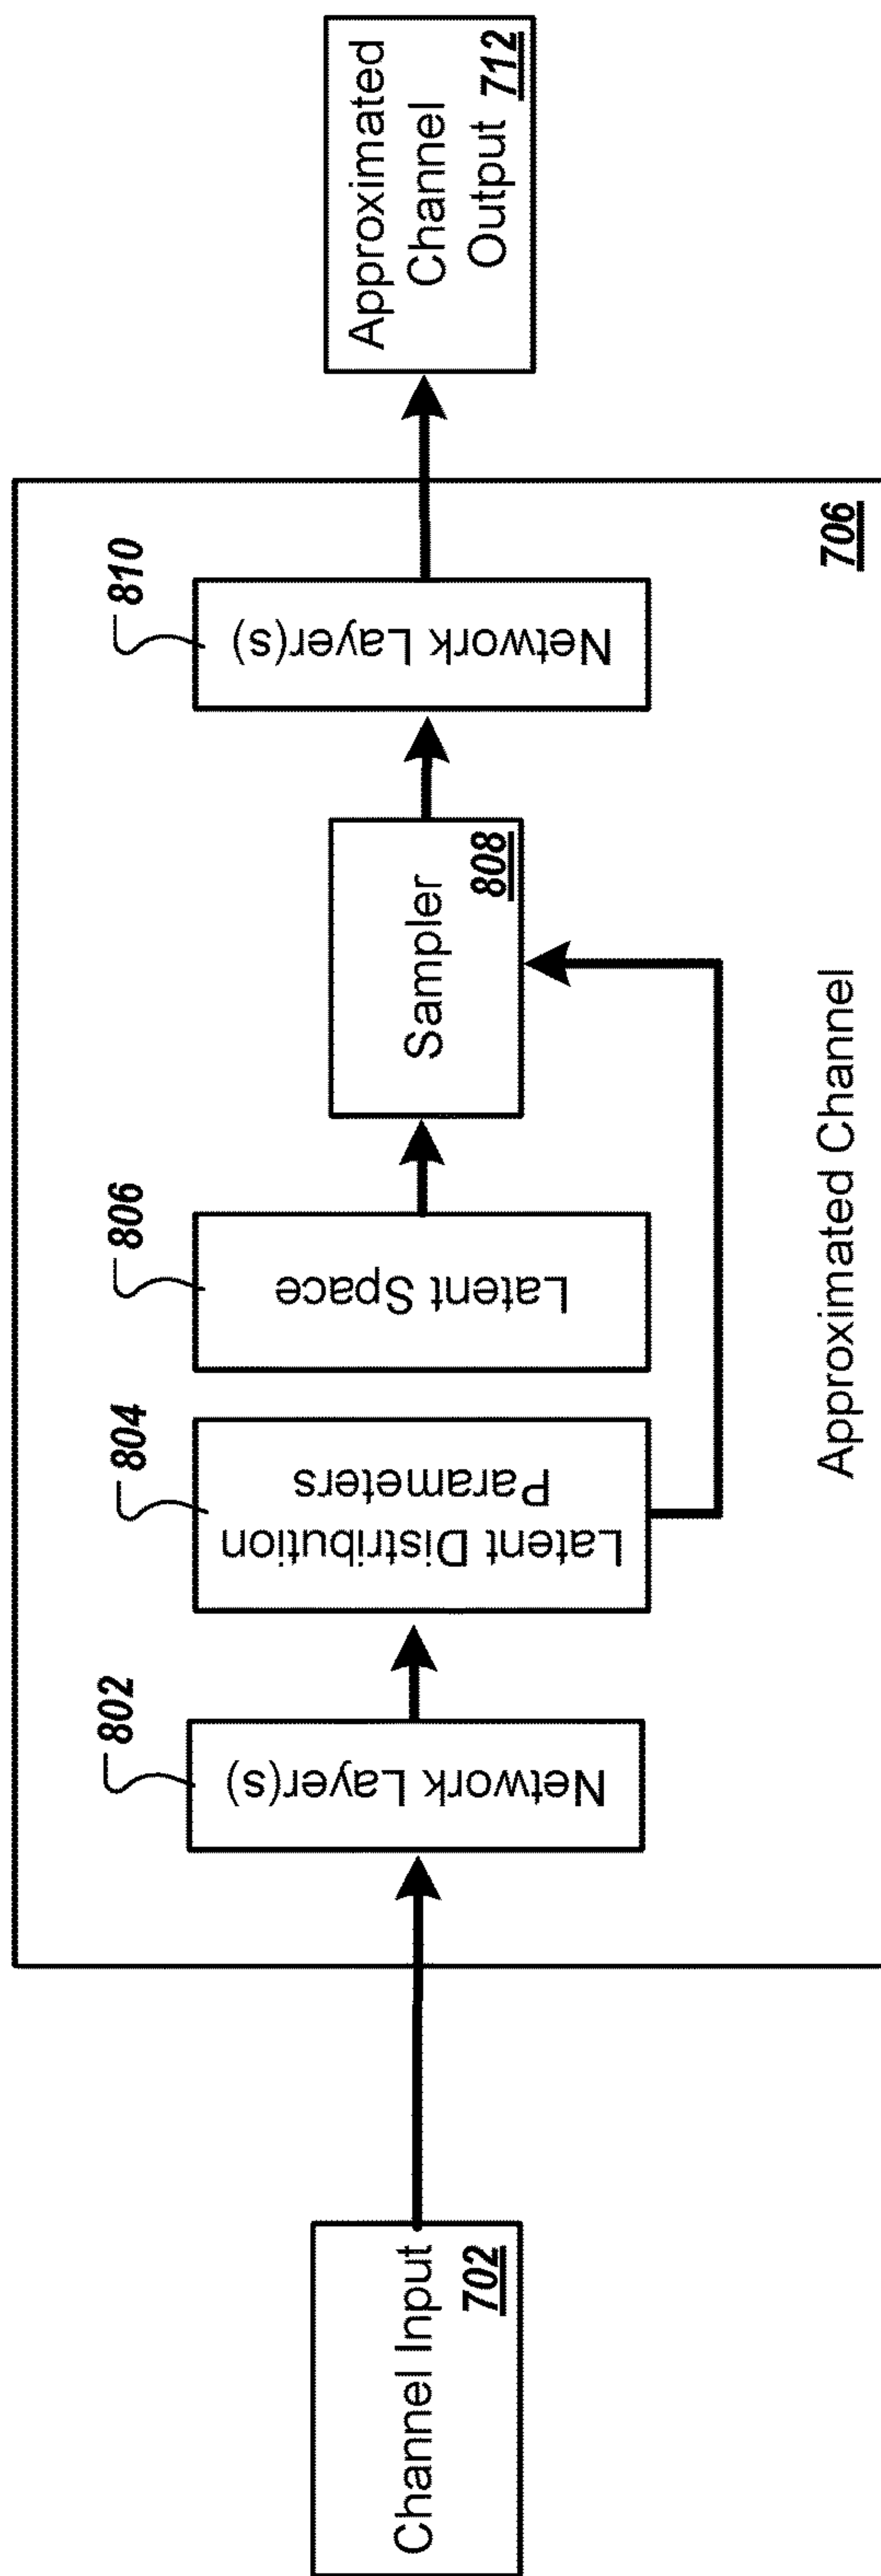 Channel Input
702
802
Network Layer(s)
804
Latent Distribution
Parameters
806
Latent Space
Sampler
808
810
Network Layer(s)
Approximated Channel
706
Approximated
Channel
Output 712